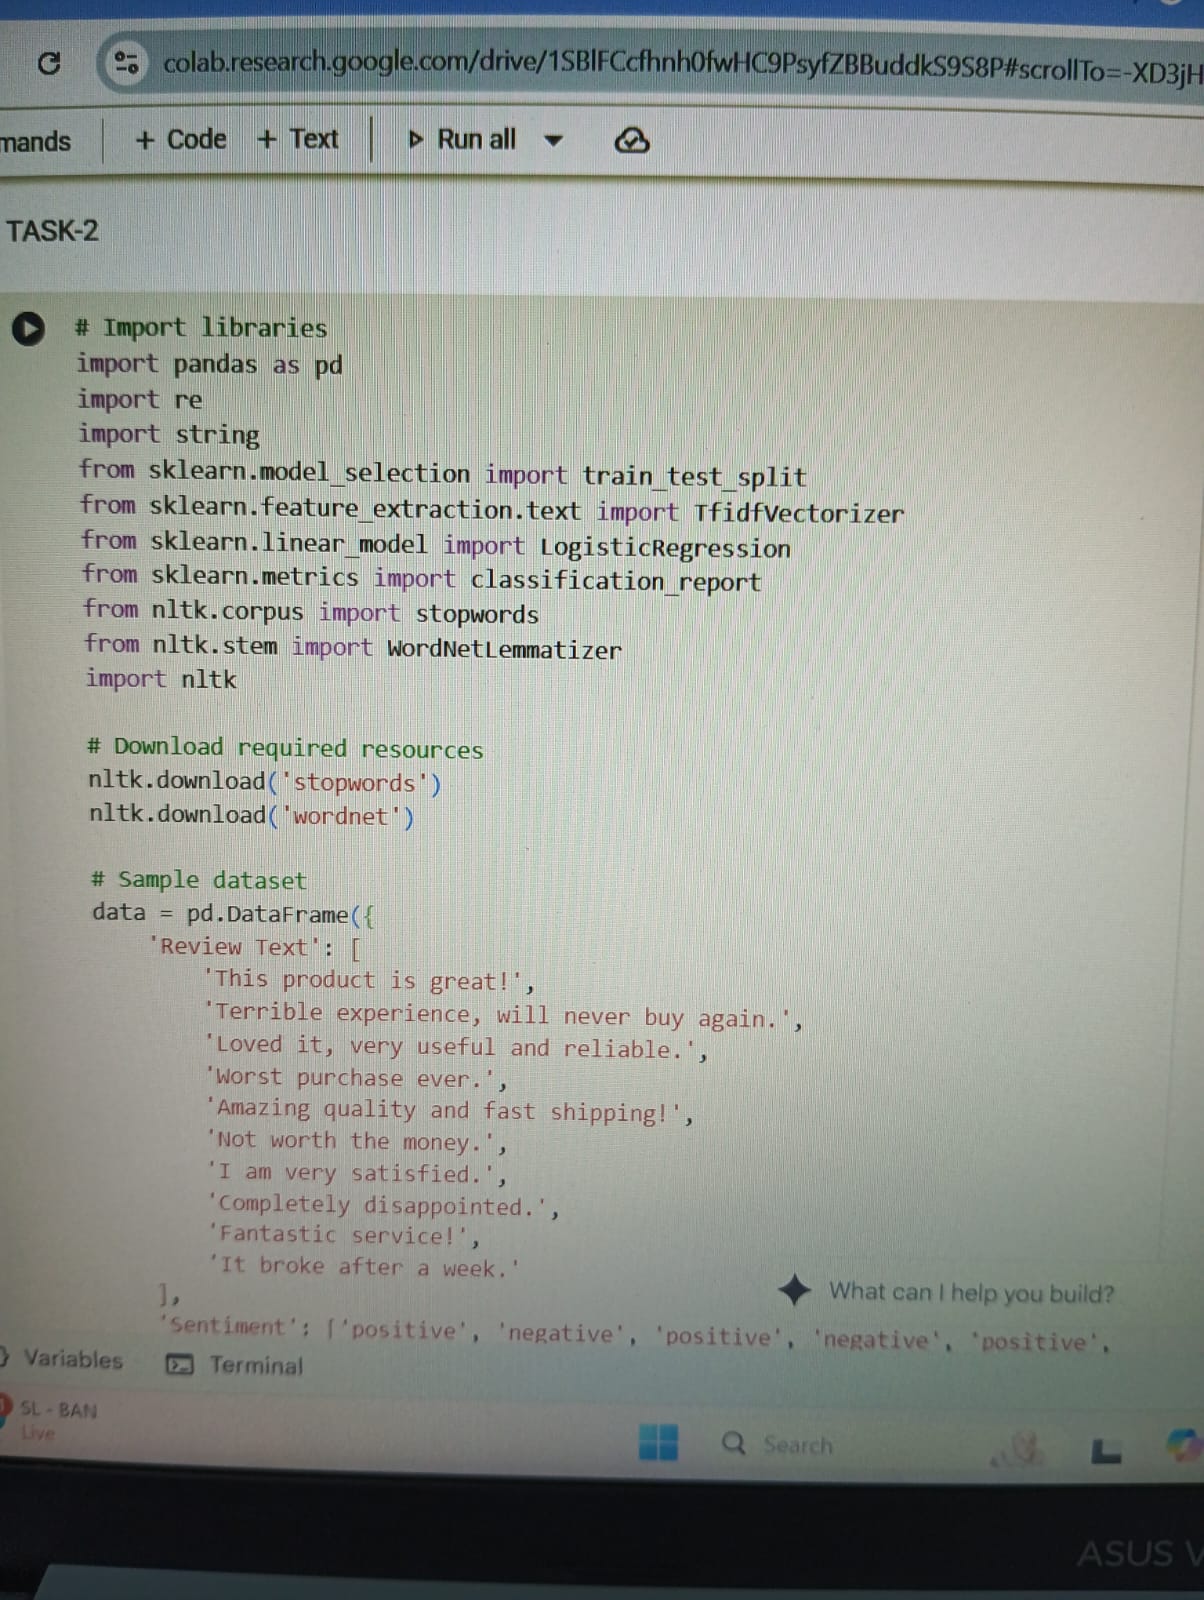 colab.research.google.com/drive/1SBlFCcfhnh0fwHC9PsyfZBBuddkS9S8P#scrollTo=-XD3jH
mands + Code + Text Run all
TASK-2
# Import libraries
import pandas as pd
import re
import string
from sklearn.model_selection import train_test_split
from sklearn.feature_extraction.text import TfidfVectorizer
from sklearn.linear_model import LogisticRegression
from sklearn.metrics import classification_report
from nltk.corpus import stopwords
from nltk.stem import WordNetLemmatizer
import nltk
# Download required resources
nltk.download('stopwords')
nltk.download('wordnet')
# Sample dataset
data = pd.DataFrame({
'Review Text': [
'This product is great!',
'Terrible experience, will never buy again.',
'Loved it, very useful and reliable.',
'Worst purchase ever.',
'Amazing quality and fast shipping!',
'Not worth the money.',
'I am very satisfied.',
'Completely disappointed.',
'Fantastic service!',
'It broke after a week.'
],
What can I help you build?
'Sentiment': ['positive', 'negative', 'positive', 'negative', 'positive',
Variables Terminal
SL - BAN
Live
Search
ASUS V